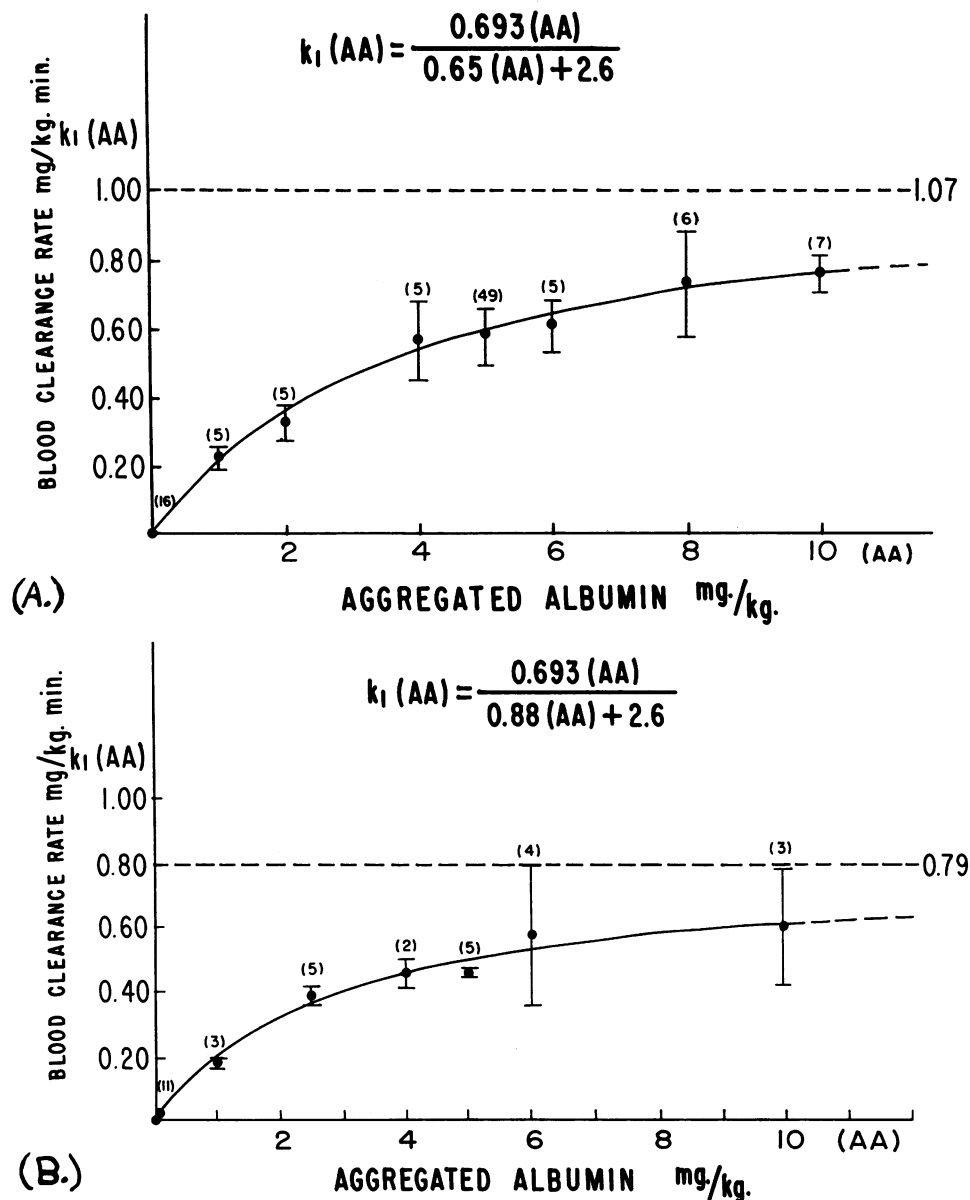 k₁ (AA) = 0.693 (AA) / 0.65 (AA) + 2.6
BLOOD CLEARANCE RATE mg/kg. min.
k₁ (AA)
1.00
1.07
0.80
0.60
0.40
0.20
(16)
(5)
(5)
(5)
(49)
(5)
(6)
(7)
2 4 6 8 10 (AA)
(A.)
AGGREGATED ALBUMIN mg./kg.
k₁ (AA) = 0.693 (AA) / 0.88 (AA) + 2.6
BLOOD CLEARANCE RATE mg/kg. min.
k₁ (AA)
1.00
0.80
0.79
0.60
0.40
0.20
(11)
(3)
(5)
(2)
(5)
(4)
(3)
2 4 6 8 10 (AA)
(B.)
AGGREGATED ALBUMIN mg./kg.